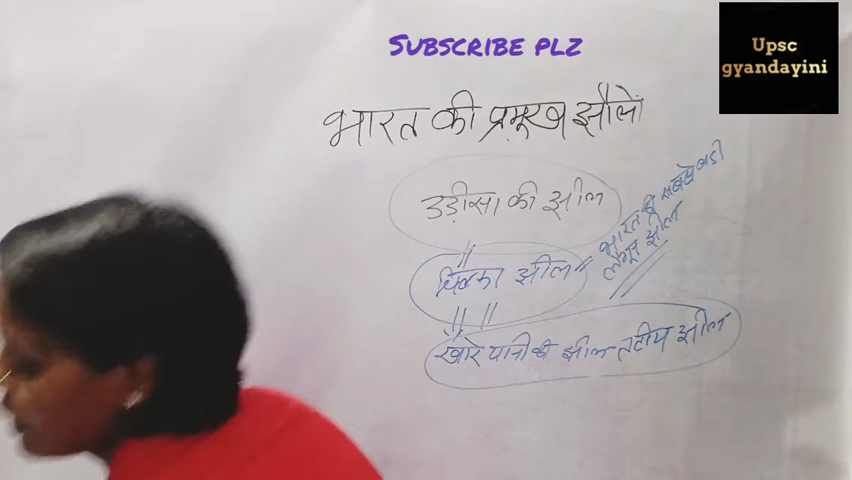 SUBSCRIBE PLZ
Upsc
gyandayini
भारत की प्रमुख झीलों
उड़ीसा की झील
चिल्का झील = भारत की सबसे बडी
लैगून झील
खारे पानी की झील तटीय झील